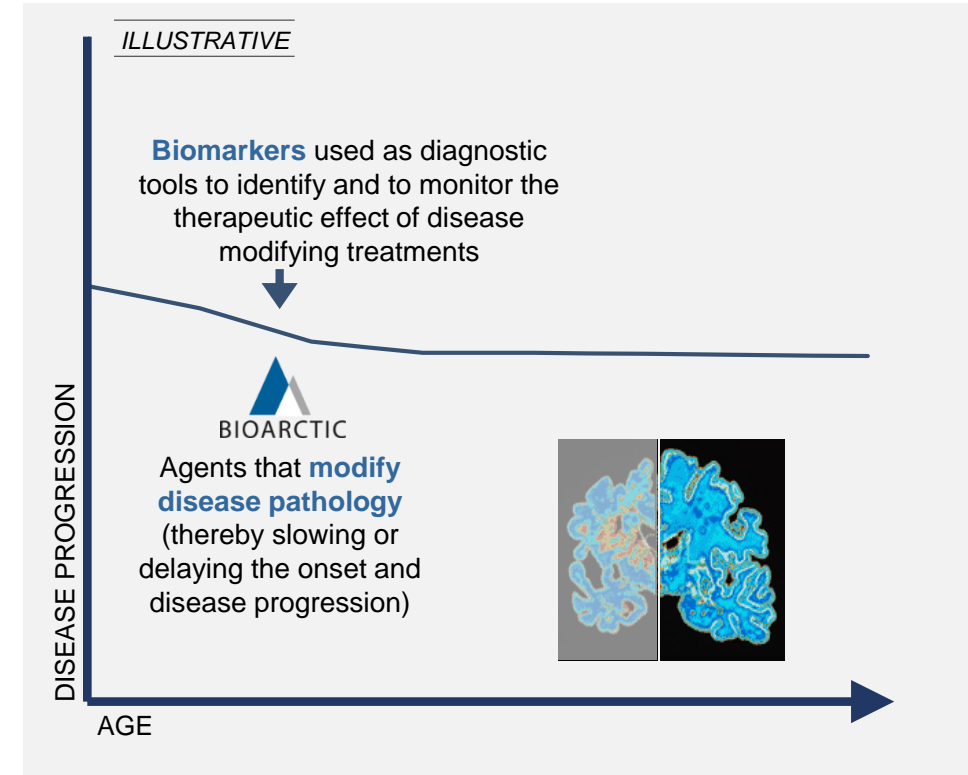 ILLUSTRATIVE
Biomarkers used as diagnostic
tools to identify and to monitor the
therapeutic effect of disease
modifying treatments
BIOARCTIC
Agents that modify
disease pathology
(thereby slowing or
delaying the onset and
disease progression)
DISEASE PROGRESSION
AGE